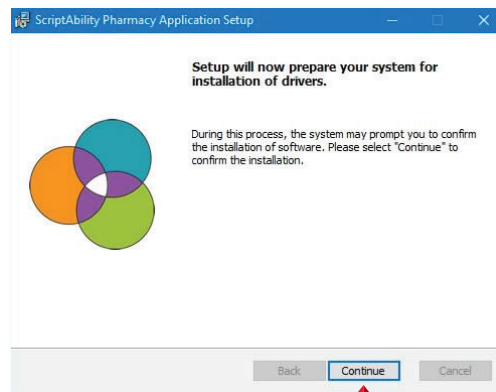 ScriptAbility Pharmacy Application Setup
Setup will now prepare your system for
installation of drivers.
During this process, the system may prompt you to confirm
the installation of software. Please select "Continue" to
confirm the installation.
Back Continue Cancel